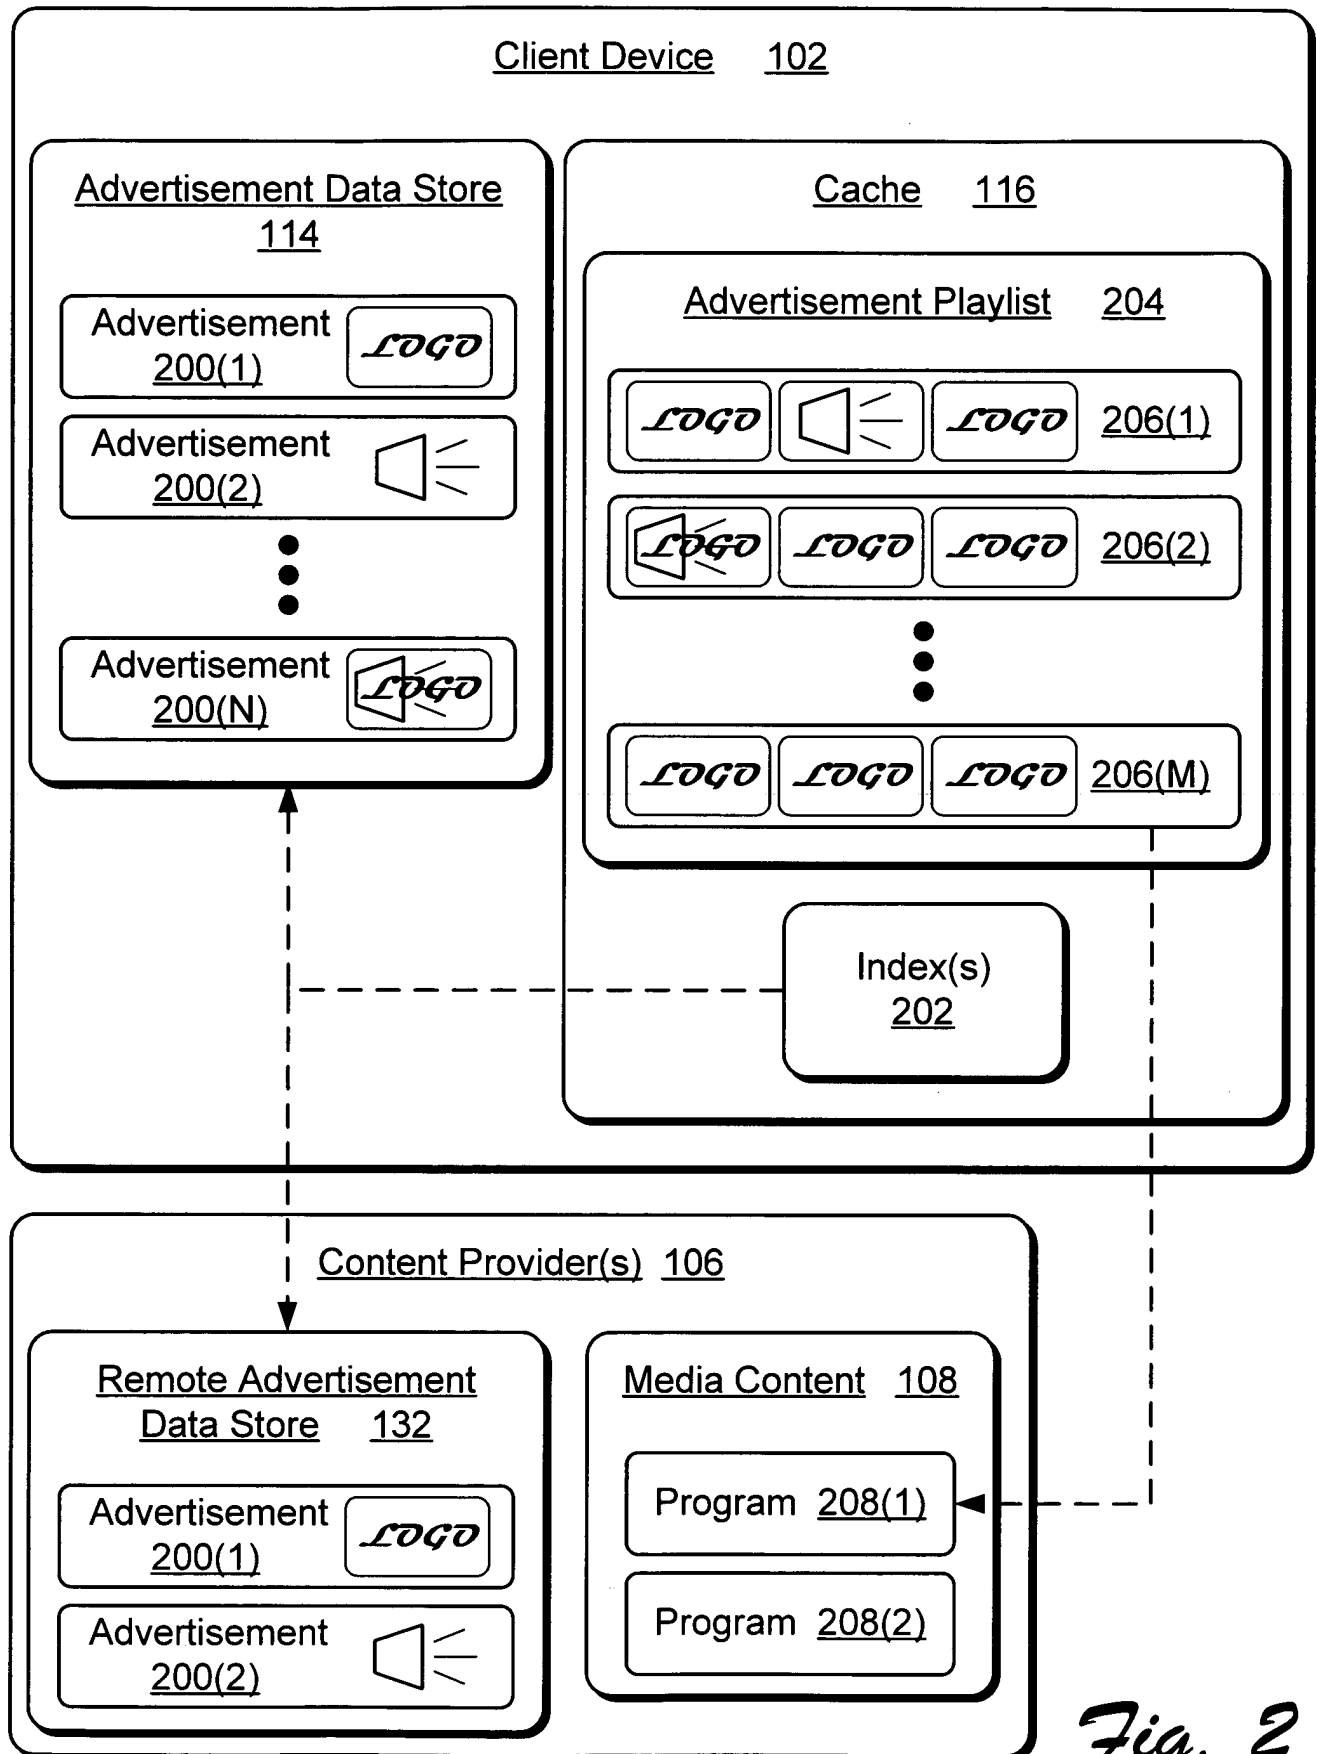 Client Device 102
Advertisement Data Store
114
Advertisement
200(1)
LOGO
Advertisement
200(2)
Advertisement
200(N)
LOGO
Cache 116
Advertisement Playlist 204
LOGO LOGO 206(1)
LOGO LOGO LOGO 206(2)
LOGO LOGO LOGO 206(M)
Index(s)
202
Content Provider(s) 106
Remote Advertisement
Data Store 132
Advertisement
200(1)
LOGO
Advertisement
200(2)
Media Content 108
Program 208(1)
Program 208(2)
Fig. 2